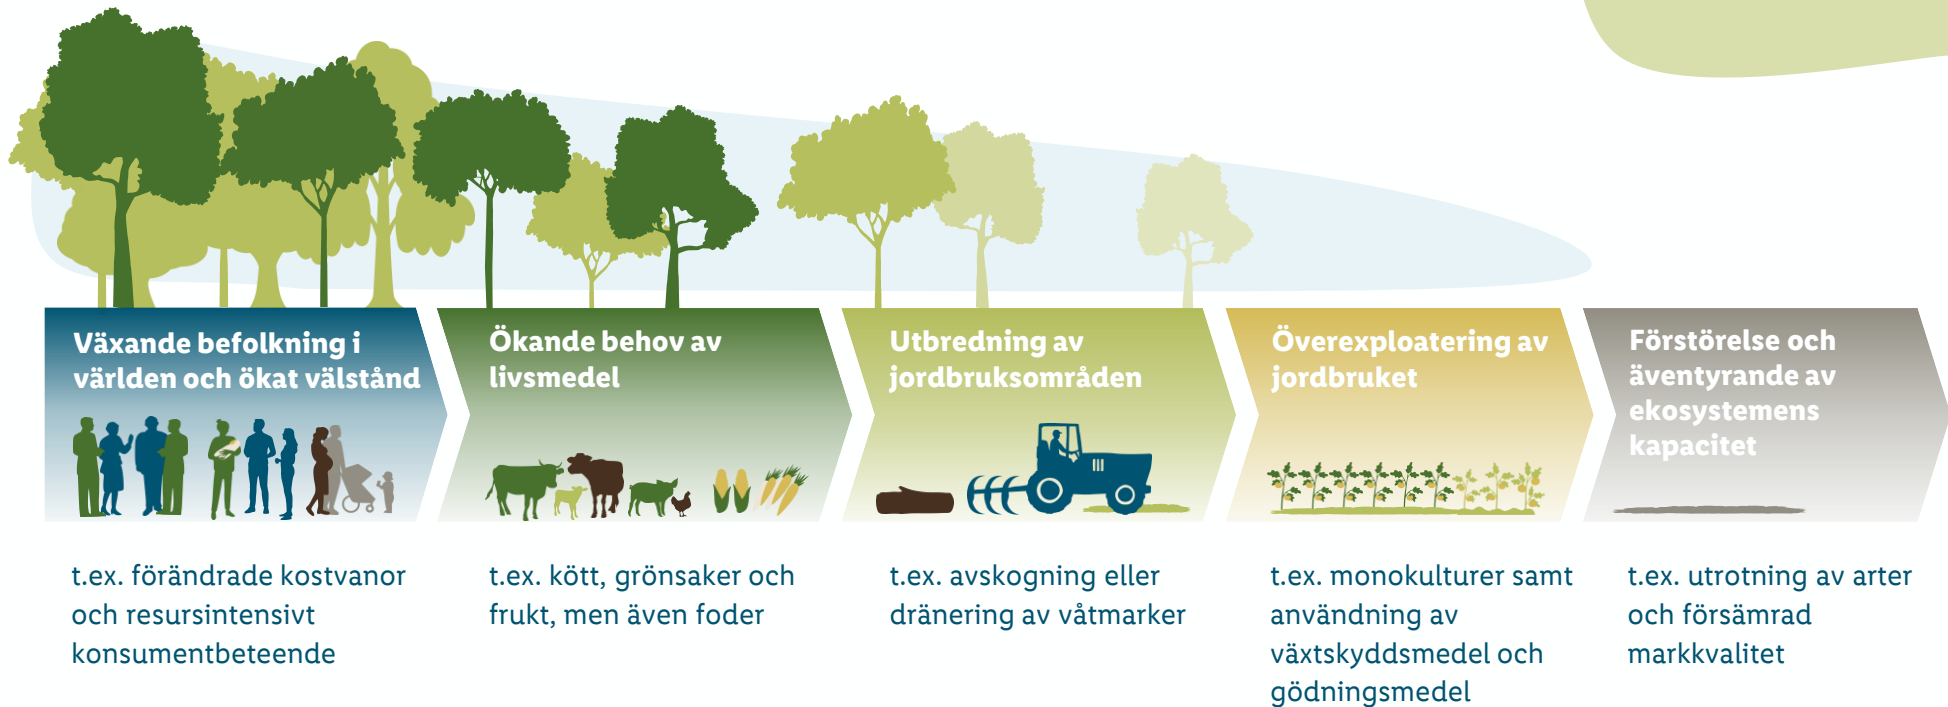 Växande befolkning i
världen och ökat välstånd
t.ex. förändrade kostvanor
och resursintensivt
konsumentbeteende
Ökande behov av
livsmedel
t.ex. kött, grönsaker och
frukt, men även foder
Utbredning av
jordbruksområden
t.ex. avskogning eller
dränering av våtmarker
Överexploatering av
jordbruket
t.ex. monokulturer samt
användning av
växtskyddsmedel och
gödningsmedel
Förstörelse och
äventyrande av
ekosystemens
kapacitet
t.ex. utrotning av arter
och försämrad
markkvalitet